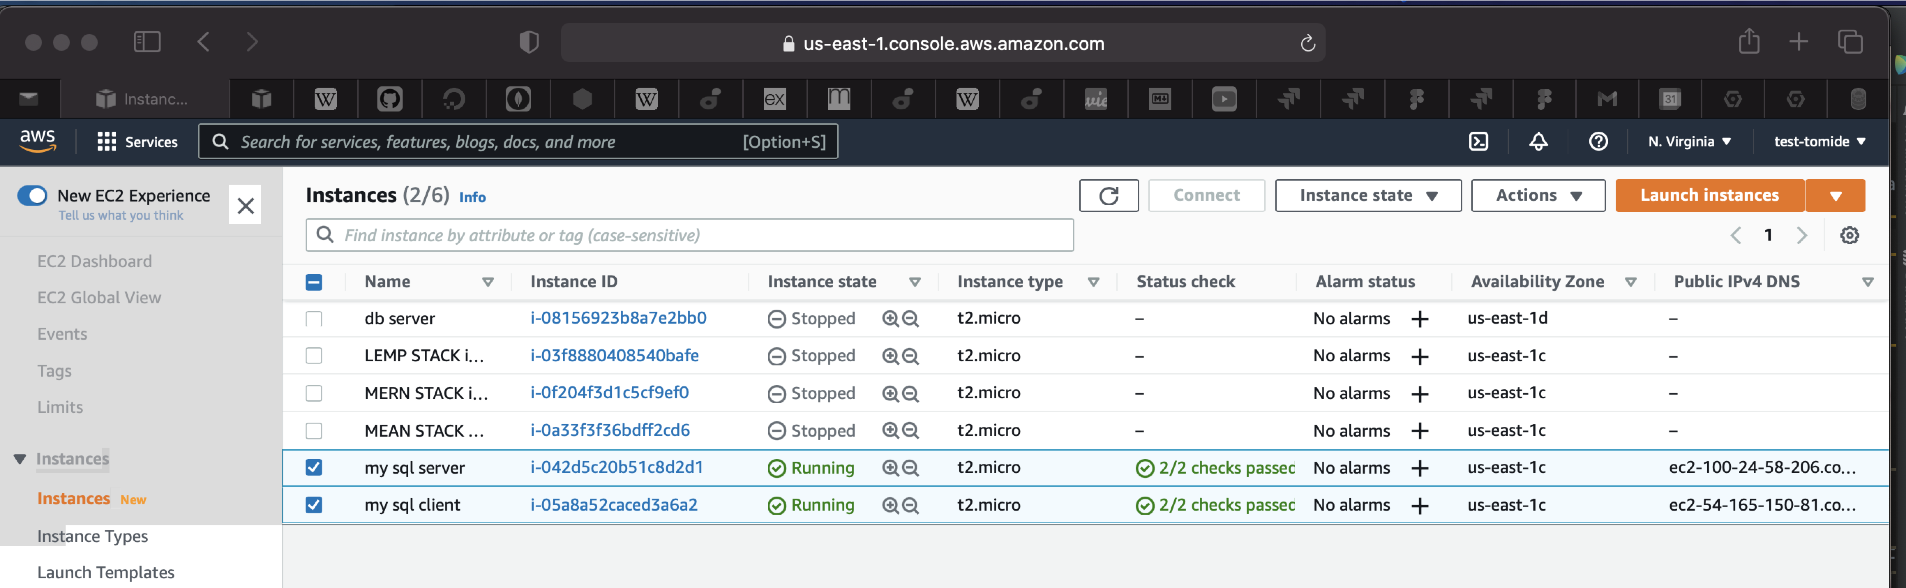 us-east-1.console.aws.amazon.com
Instanc...
W
W
ex
m
W
vie
31
aws
Services
Search for services, features, blogs, docs, and more
[Option+S]
N. Virginia
test-tomide
New EC2 Experience
Tell us what you think
EC2 Dashboard
EC2 Global View
Events
Tags
Limits
Instances
Instances New
Instance Types
Launch Templates
Instances (2/6) Info
Connect
Instance state
Actions
Launch instances
Find instance by attribute or tag (case-sensitive)
1
Name Instance ID Instance state Instance type Status check Alarm status Availability Zone Public IPv4 DNS
db server i-08156923b8a7e2bb0 Stopped t2.micro – No alarms + us-east-1d –
LEMP STACK i... i-03f8880408540bafe Stopped t2.micro – No alarms + us-east-1c –
MERN STACK i... i-0f204f3d1c5cf9ef0 Stopped t2.micro – No alarms + us-east-1c –
MEAN STACK ... i-0a33f3f36bdff2cd6 Stopped t2.micro – No alarms + us-east-1c –
my sql server i-042d5c20b51c8d2d1 Running t2.micro 2/2 checks passed No alarms + us-east-1c ec2-100-24-58-206.co...
my sql client i-05a8a52caced3a6a2 Running t2.micro 2/2 checks passed No alarms + us-east-1c ec2-54-165-150-81.co...